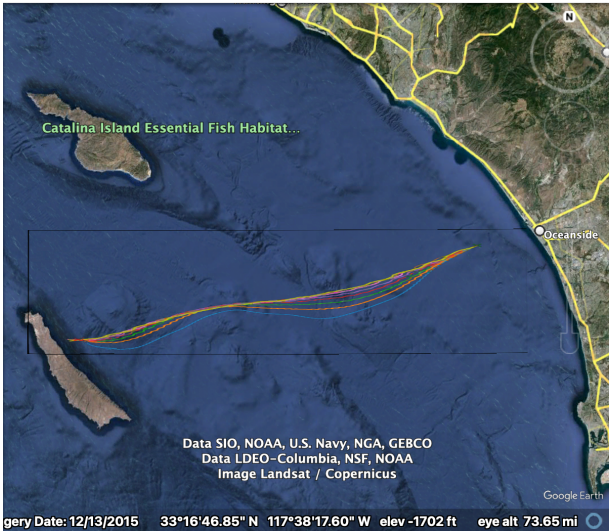 N
Catalina Island Essential Fish Habitat...
Oceanside
Data SIO, NOAA, U.S. Navy, NGA, GEBCO
Data LDEO-Columbia, NSF, NOAA
Image Landsat / Copernicus
Google Earth
gery Date: 12/13/2015 33°16'46.85" N 117°38'17.60" W elev -1702 ft eye alt 73.65 mi